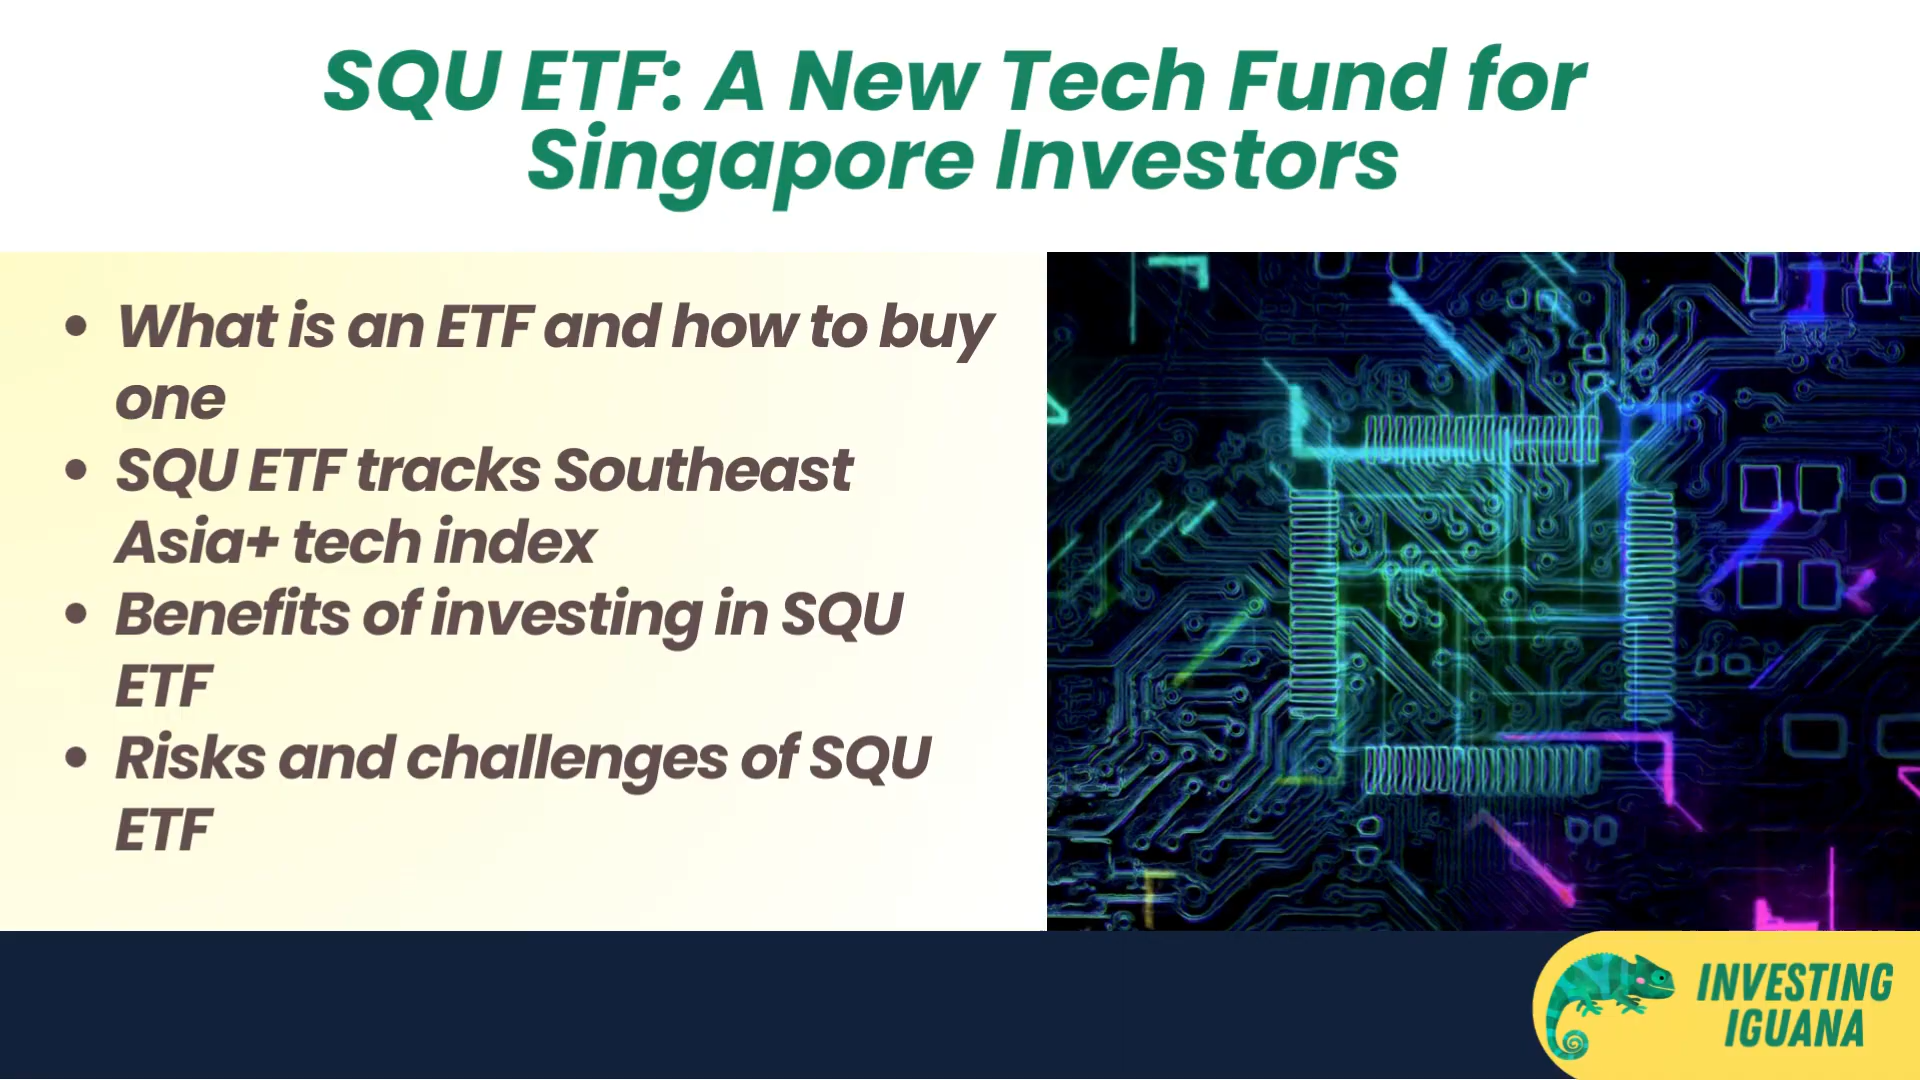 SQU ETF: A New Tech Fund for
Singapore Investors
• What is an ETF and how to buy
one
• SQU ETF tracks Southeast
Asia+ tech index
• Benefits of investing in SQU
ETF
• Risks and challenges of SQU
ETF
INVESTING
IGUANA